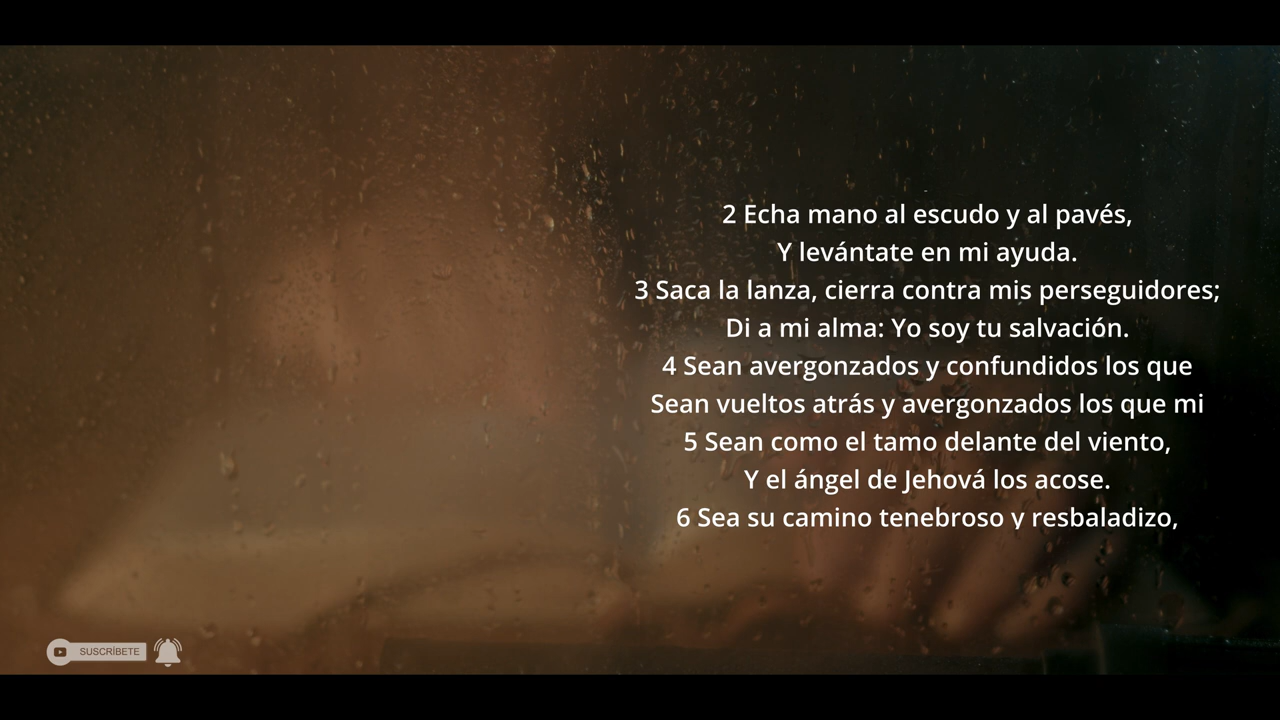 2 Echa mano al escudo y al pavés,
Y levántate en mi ayuda.
3 Saca la lanza, cierra contra mis perseguidores;
Di a mi alma: Yo soy tu salvación.
4 Sean avergonzados y confundidos los que
Sean vueltos atrás y avergonzados los que mi
5 Sean como el tamo delante del viento,
Y el ángel de Jehová los acose.
6 Sea su camino tenebroso y resbaladizo,
SUSCRÍBETE